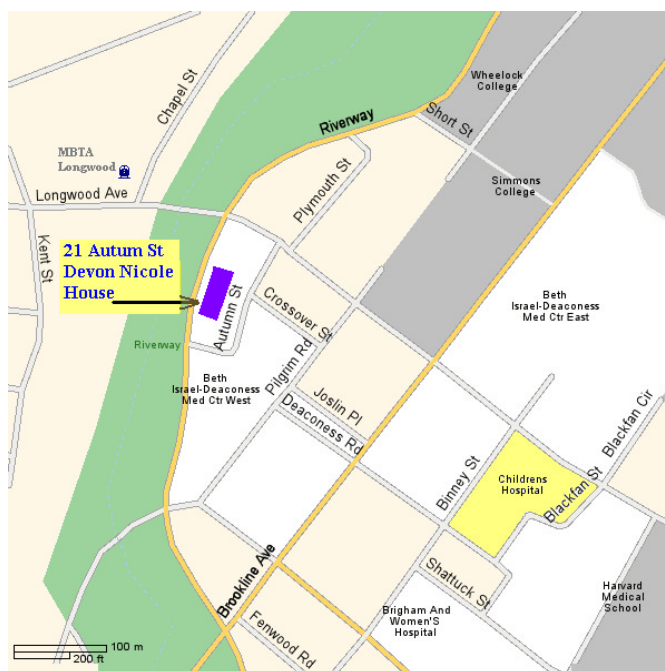 Wheelock
College
Chapel St
Riverway
Short St
MBTA
Longwood
Plymouth St
Simmons
College
Longwood Ave
Kent St
21 Autum St
Devon Nicole
House
Autumn St
Crossover St
Beth
Israel-Deaconess
Med Ctr East
Riverway
Pilgrim Rd
Beth
Israel-Deaconess
Med Ctr West
Joslin Pl
Deaconess Rd
Blackfan Cir
Binney St
Childrens
Hospital
Blackfan St
Brookline Ave
Shattuck St
Harvard
Medical
School
Brigham And
Women'S
Hospital
Fenwood Rd
100 m
200 ft